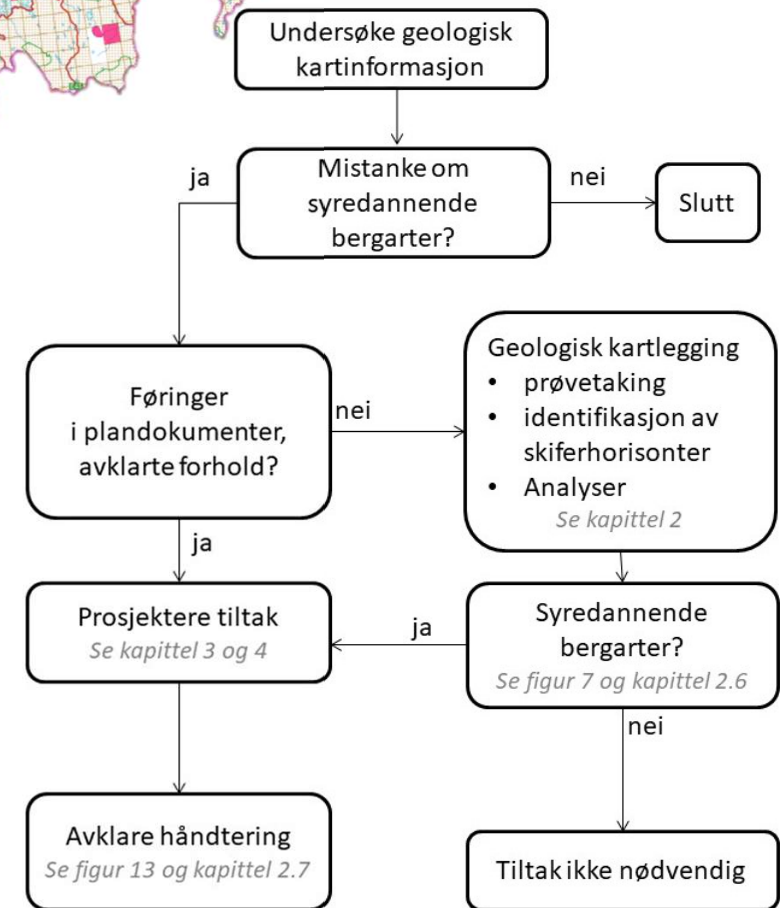 Undersøke geologisk
kartinformasjon
Mistanke om
syredannende
bergarter?
ja
nei
Slutt
Føringer
i plandokumenter,
avklarte forhold?
nei
Geologisk kartlegging
• prøvetaking
• identifikasjon av
skiferhorisonter
• Analyser
Se kapittel 2
ja
Prosjektere tiltak
Se kapittel 3 og 4
ja
Syredannende
bergarter?
Se figur 7 og kapittel 2.6
nei
Avklare håndtering
Se figur 13 og kapittel 2.7
Tiltak ikke nødvendig